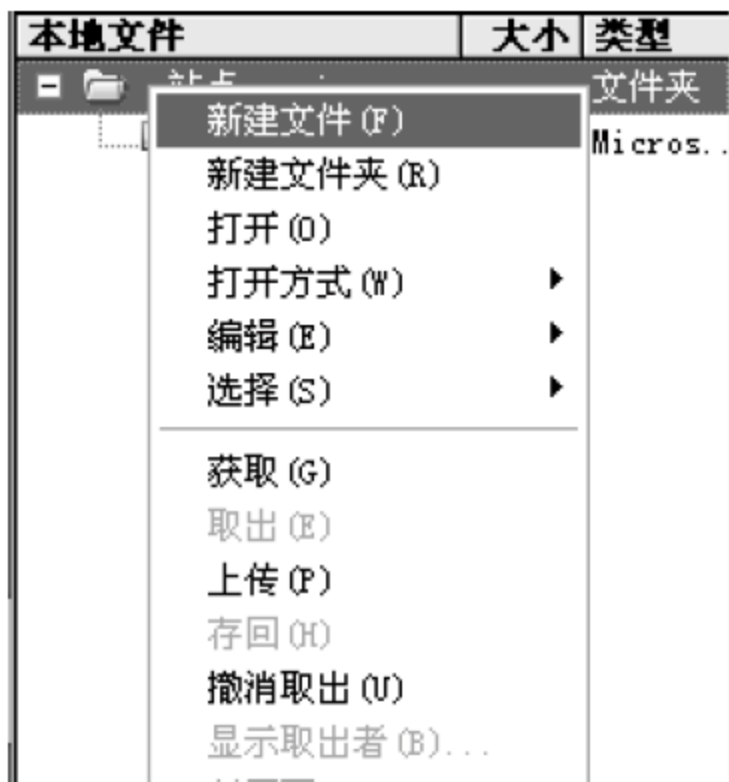 本地文件 大小 类型
文件夹
新建文件(F)
Micros..
新建文件夹(R)
打开(O)
打开方式(W)
编辑(E)
选择(S)
获取(G)
取出(E)
上传(P)
存回(H)
撤消取出(U)
显示取出者(B)...